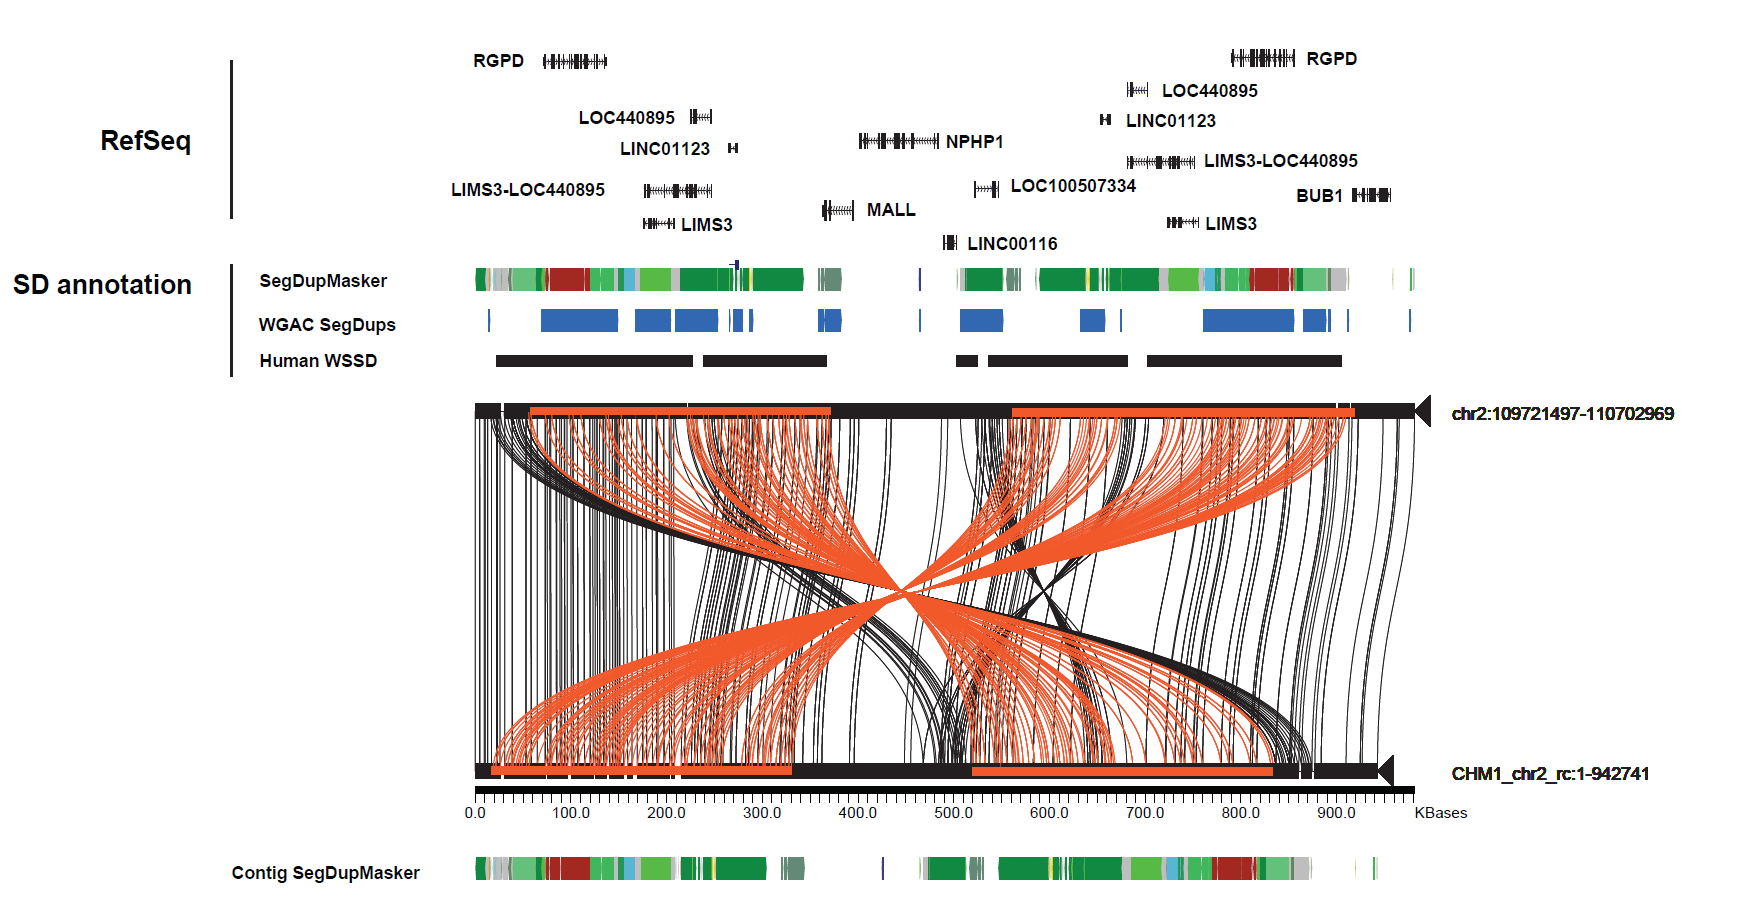 RGPD
RGPD
LOC440895
LOC440895
LINC01123
RefSeq
LINC01123
NPHP1
LIMS3-LOC440895
LIMS3-LOC440895
LOC100507334
BUB1
MALL
LIMS3
LIMS3
LINC00116
SD annotation
SegDupMasker
WGAC SegDups
Human WSSD
chr2:109721497-110702969
CHM1_chr2_rc:1-942741
0.0 100.0 200.0 300.0 400.0 500.0 600.0 700.0 800.0 900.0 KBases
Contig SegDupMasker